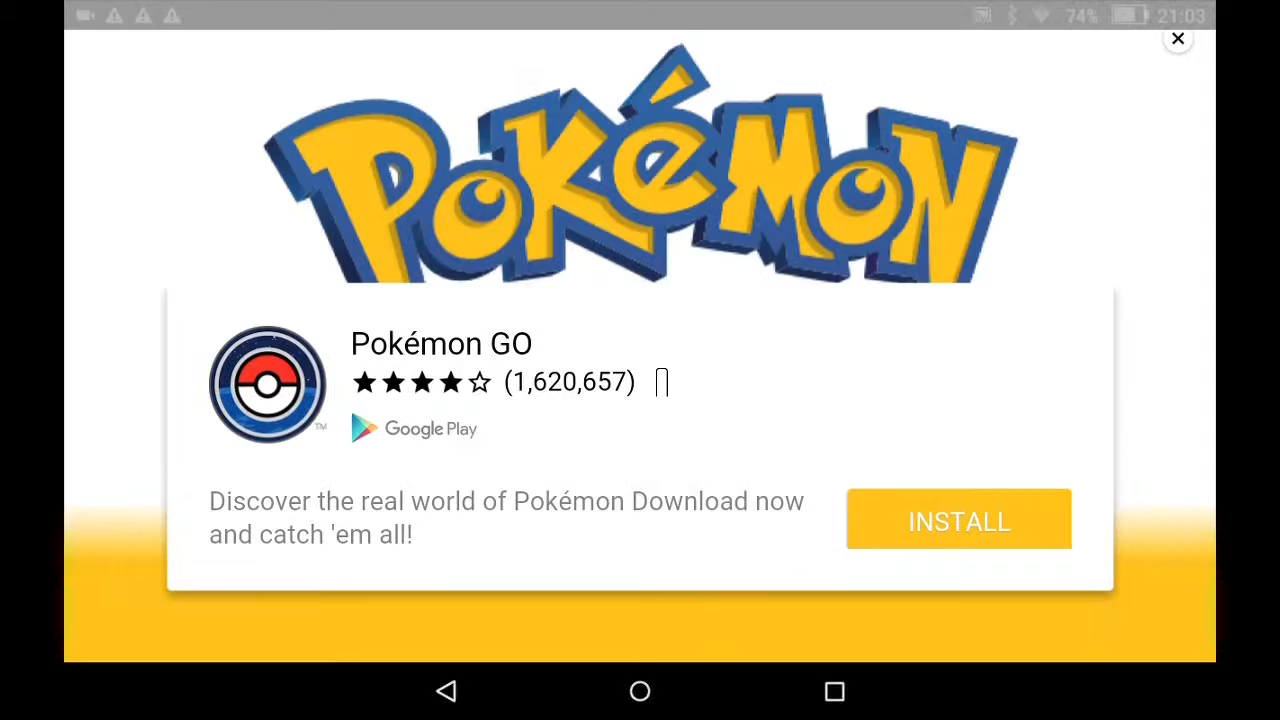 74% 21:03
POKéMON
Pokémon GO
(1,620,657)
TM
Google Play
Discover the real world of Pokémon Download now
and catch 'em all!
INSTALL